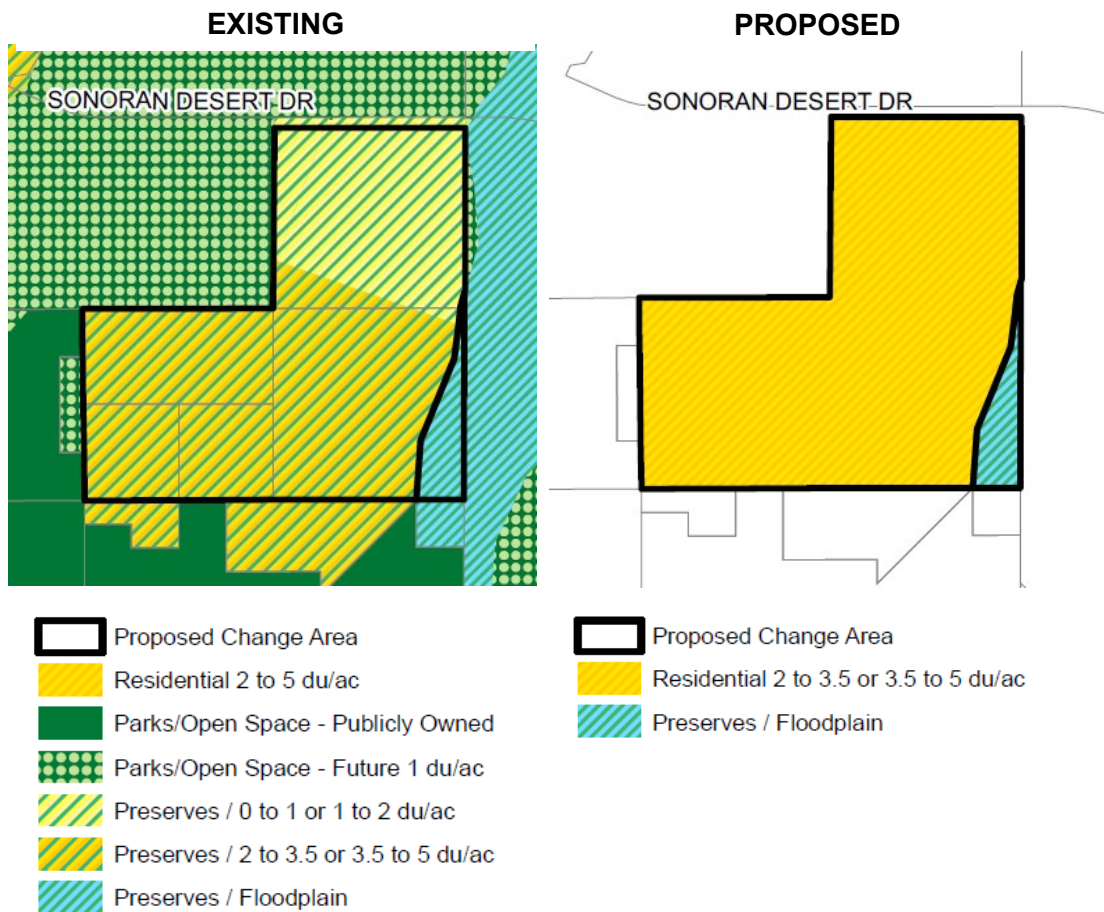 EXISTING
PROPOSED
SONORAN DESERT DR
SONORAN DESERT DR
Proposed Change Area
Residential 2 to 5 du/ac
Parks/Open Space - Publicly Owned
Parks/Open Space - Future 1 du/ac
Preserves / 0 to 1 or 1 to 2 du/ac
Preserves / 2 to 3.5 or 3.5 to 5 du/ac
Preserves / Floodplain
Proposed Change Area
Residential 2 to 3.5 or 3.5 to 5 du/ac
Preserves / Floodplain